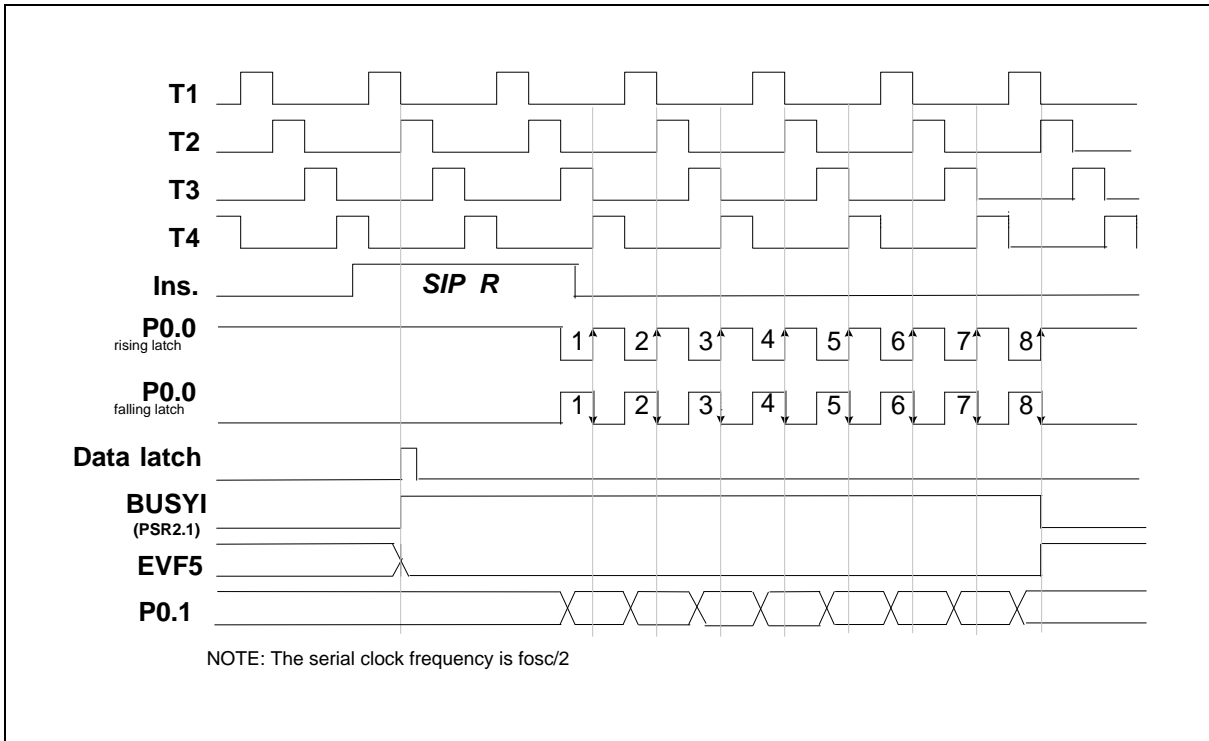 T1
T2
T3
T4
Ins.
SIP R
P0.0
rising latch
1 2 3 4 5 6 7 8
P0.0
falling latch
1 2 3 4 5 6 7 8
Data latch
BUSYI
(PSR2.1)
EVF5
P0.1
NOTE: The serial clock frequency is fosc/2